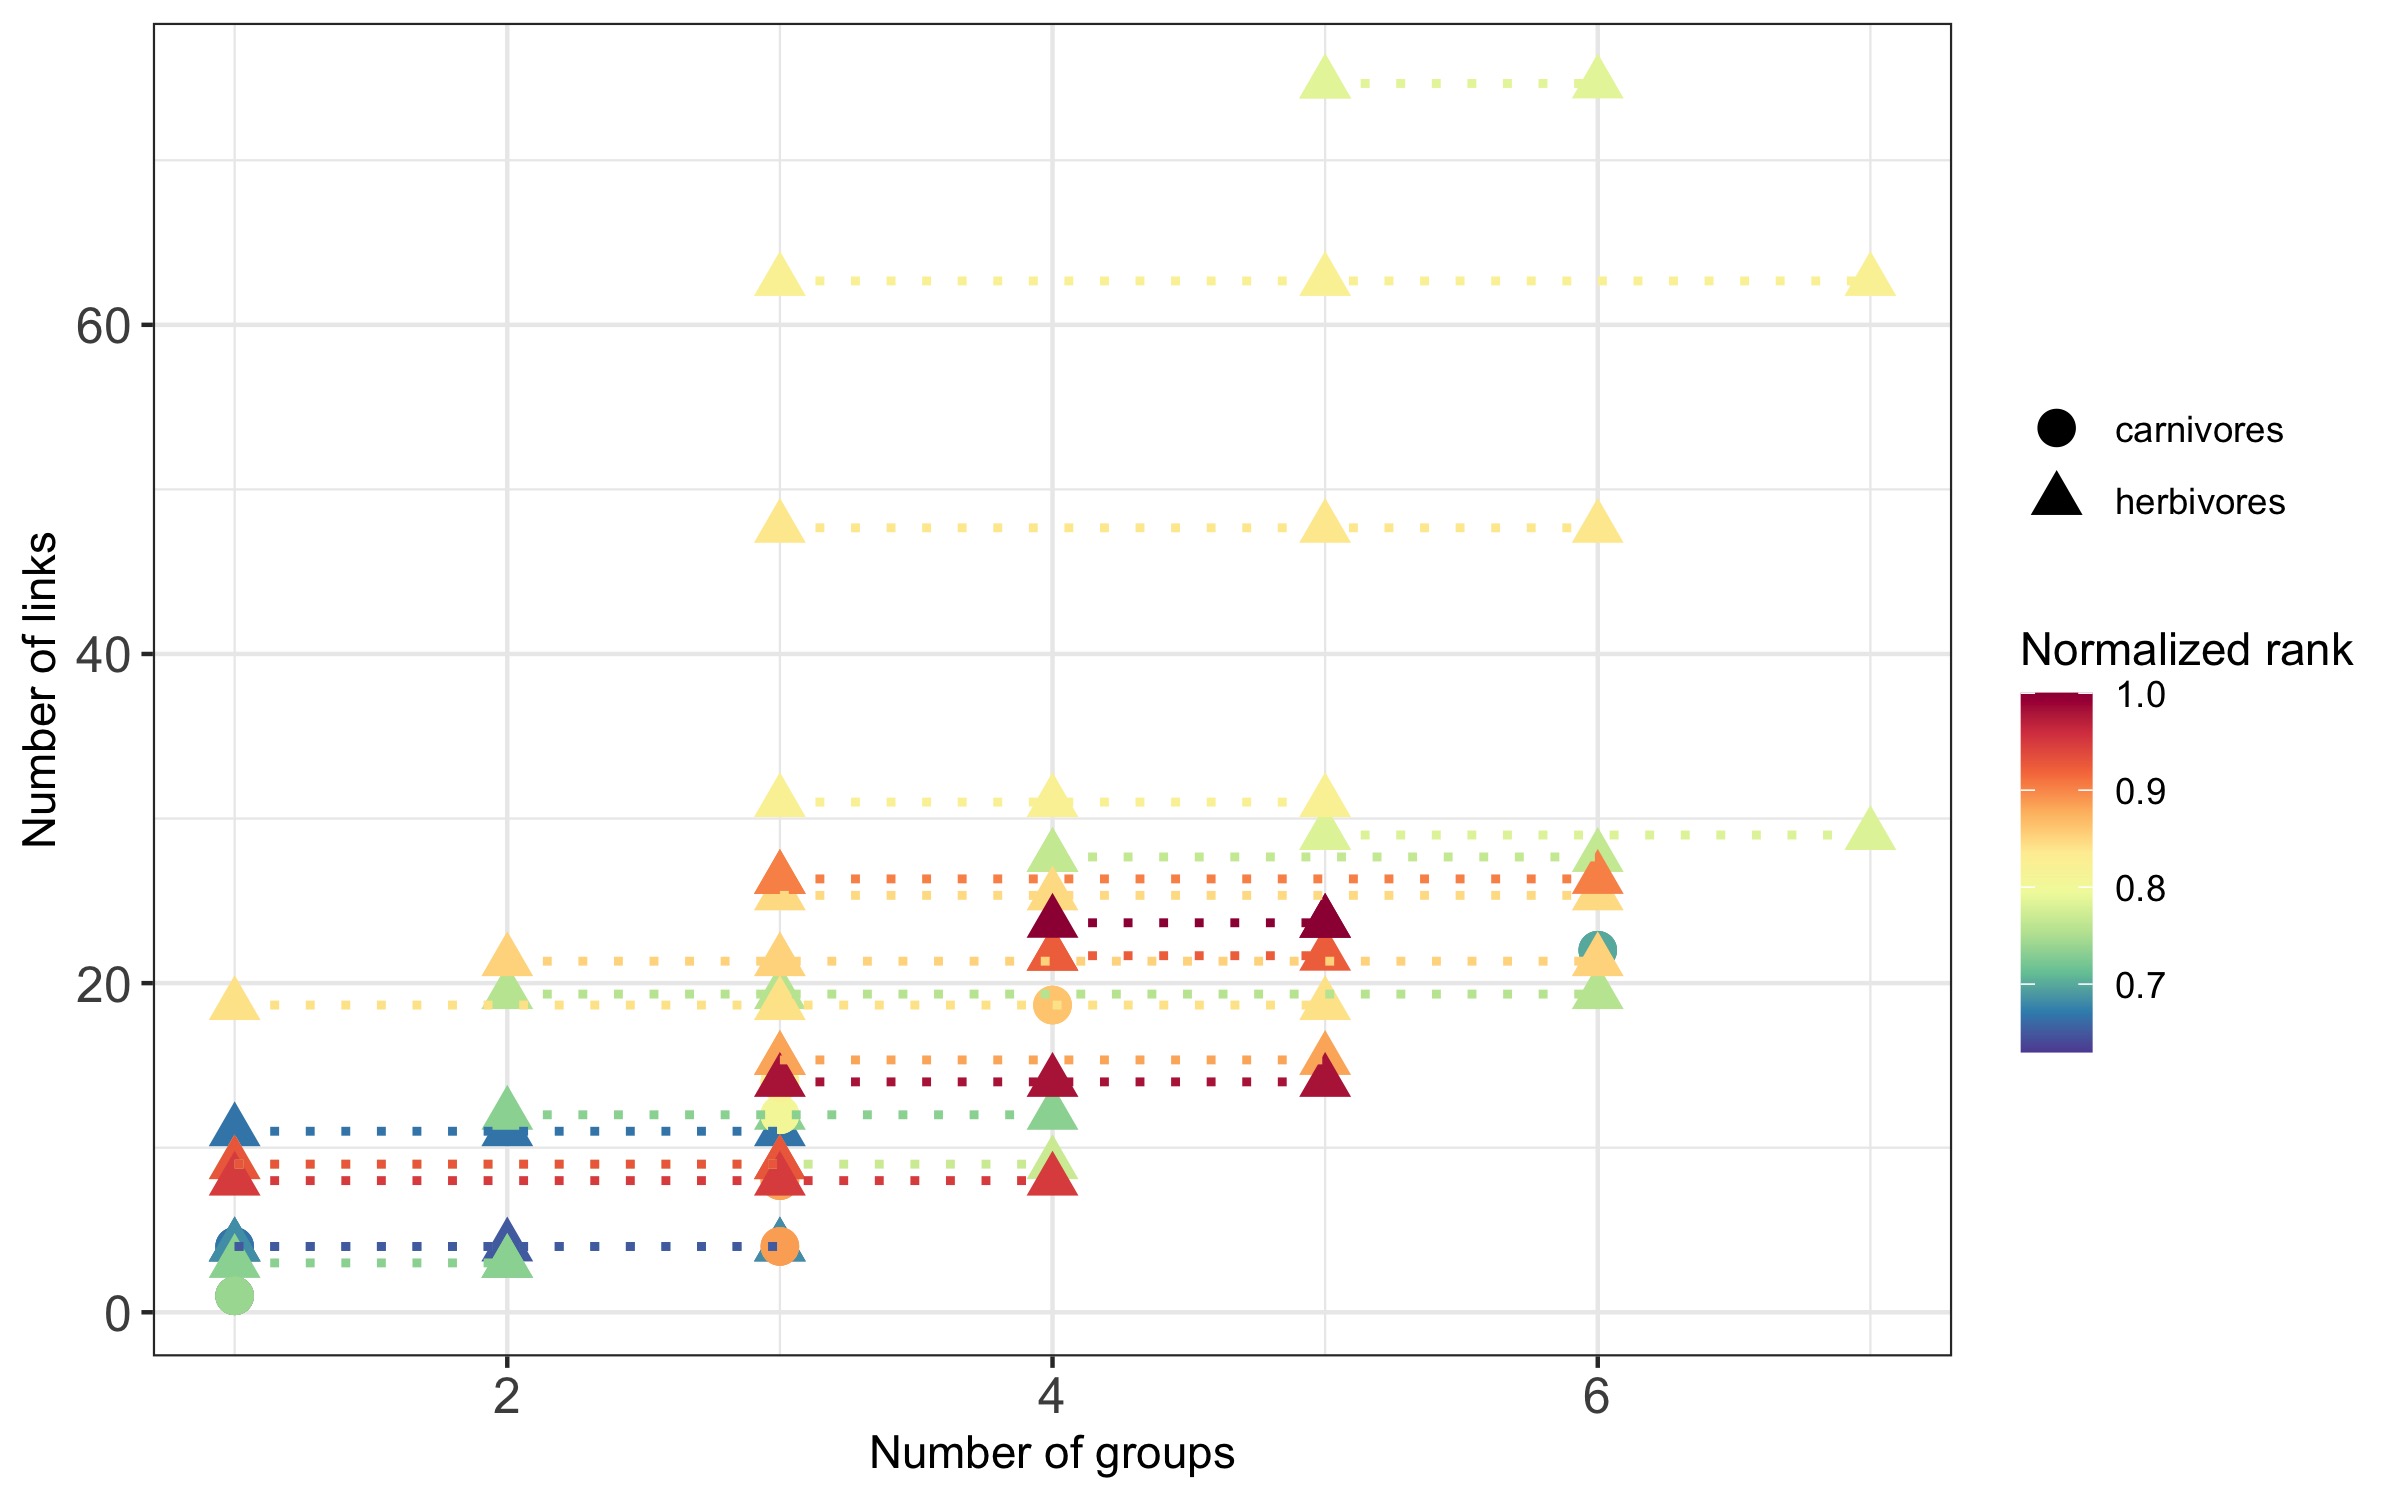 Number of links
60
40
20
0
2
4
6
Number of groups
carnivores
herbivores
Normalized rank
1.0
0.9
0.8
0.7